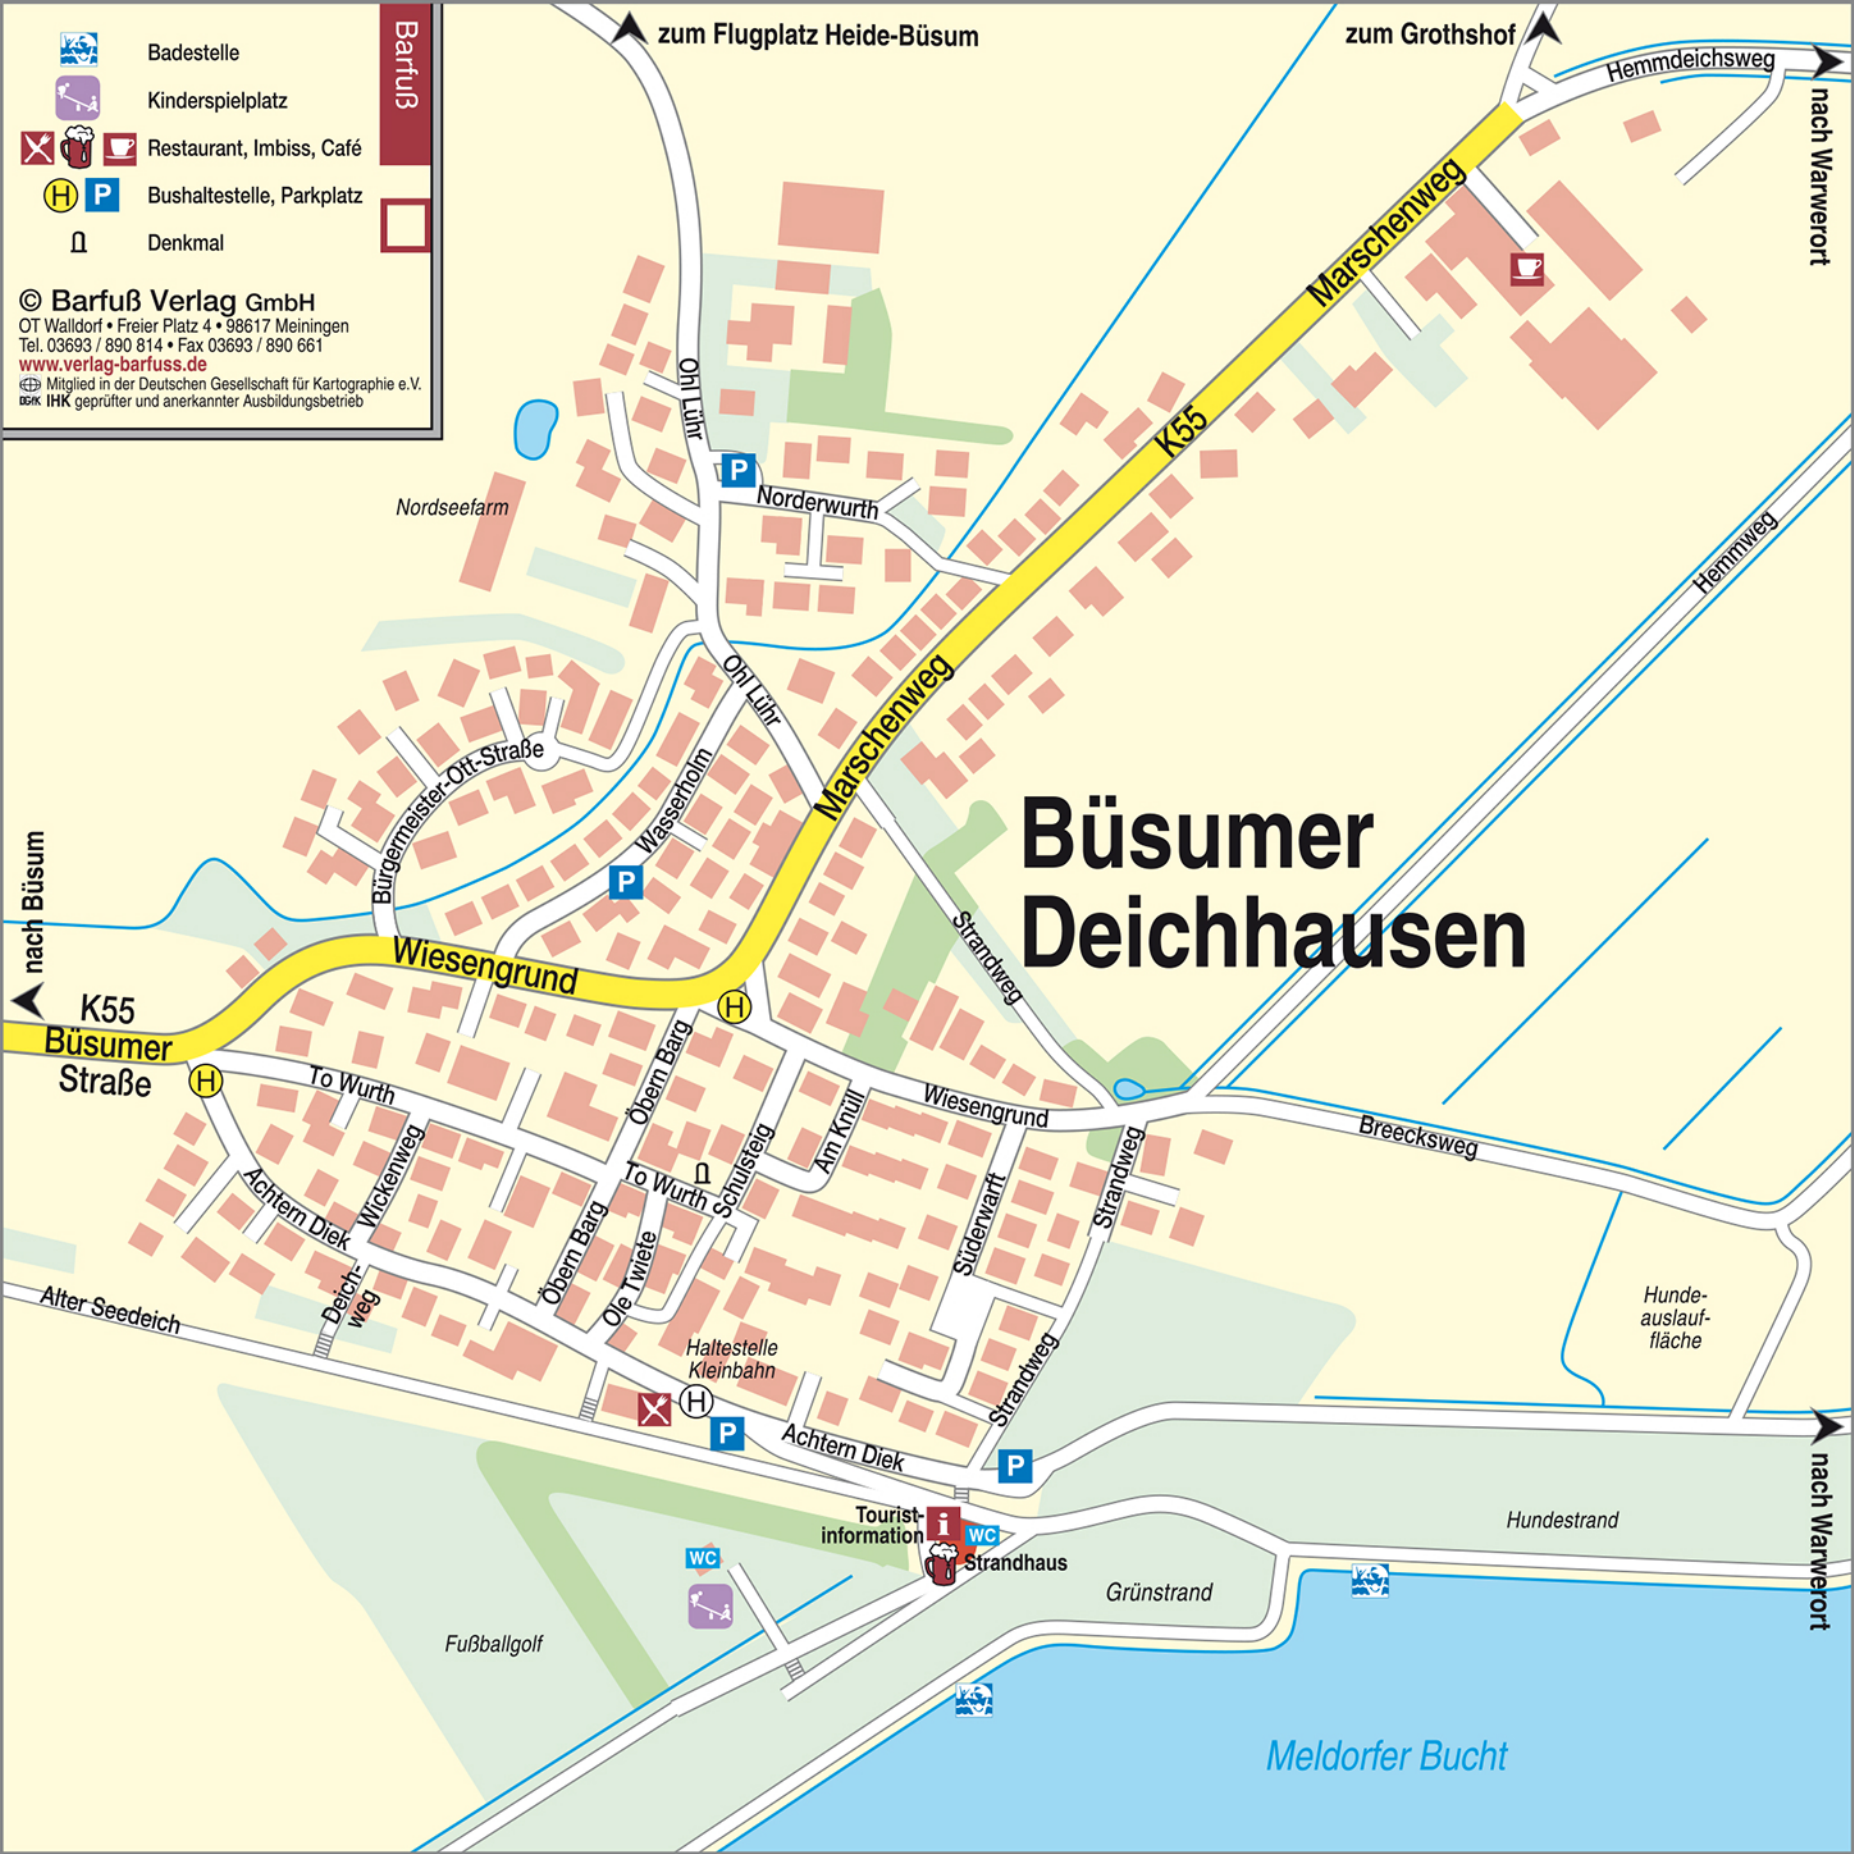 Badestelle
Kinderspielplatz
Restaurant, Imbiss, Café
H P Bushaltestelle, Parkplatz
Denkmal
Barfuß
© Barfuß Verlag GmbH
OT Walldorf • Freier Platz 4 • 98617 Meiningen
Tel. 03693 / 890 814 • Fax 03693 / 890 661
www.verlag-barfuss.de
Mitglied in der Deutschen Gesellschaft für Kartographie e.V.
DGfK IHK geprüfter und anerkannter Ausbildungsbetrieb
zum Flugplatz Heide-Büsum
zum Grothshof
Hemmdeichsweg
nach Warwerort
Marschenweg
Ohl Lühr
K55
P
Norderwurth
Nordseefarm
Hemmweg
Ohl Lühr
Marschenweg
Bürgermeister-Ott-Straße
Wasserholm
P
Büsumer
Deichhausen
nach Büsum
Strandweg
Wiesengrund
K55
Büsumer
Straße
H
H
To Wurth
Öbern Barg
Wiesengrund
Breecksweg
Am Knüll
Schulsteig
Wickenweg
Achtern Diek
To Wurth
Strandweg
Süderwarft
Öbern Barg
Ole Twiete
Deich-
weg
Alter Seedeich
Hunde-
auslauf-
fläche
Haltestelle
Kleinbahn
H
P
Strandweg
Achtern Diek
P
nach Warwerort
Tourist-
information
i
WC
Strandhaus
WC
Hundestrand
Grünstrand
Fußballgolf
Meldorfer Bucht